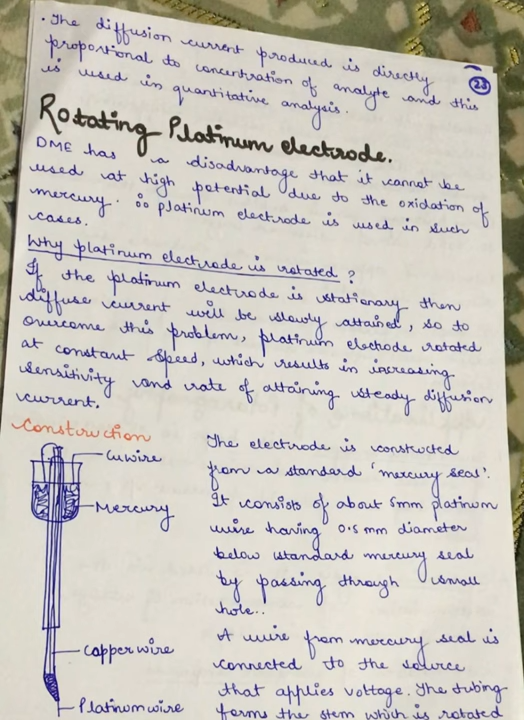 . The diffusion current produced is directly
proportional to concentration of analyte and this
is used in quantitative analysis.
23
Rotating Platinum electrode.
DME has a disadvantage that it cannot be
used at high potential due to the oxidation of
mercury. ∴ platinum electrode is used in such
cases.
Why platinum electrode is rotated ?
If the platinum electrode is stationary then
diffuse current will be slowly attained, so to
overcome this problem, platinum elechode rotated
at constant speed, which results in increasing
sensitivity and rate of attaining steady diffusion
current.
Construction
Cu wire
Mercury
Copper wire
Platinum wire
The electrode is constructed
from a standard 'mercury seal'.
It consists of about 5mm platinum
wire having 0.5 mm diameter
below standard mercury seal
by passing through small
hole..
A wire from mercury seal is
connected to the source
that applies voltage. The tubing
forms the stem which is rotated